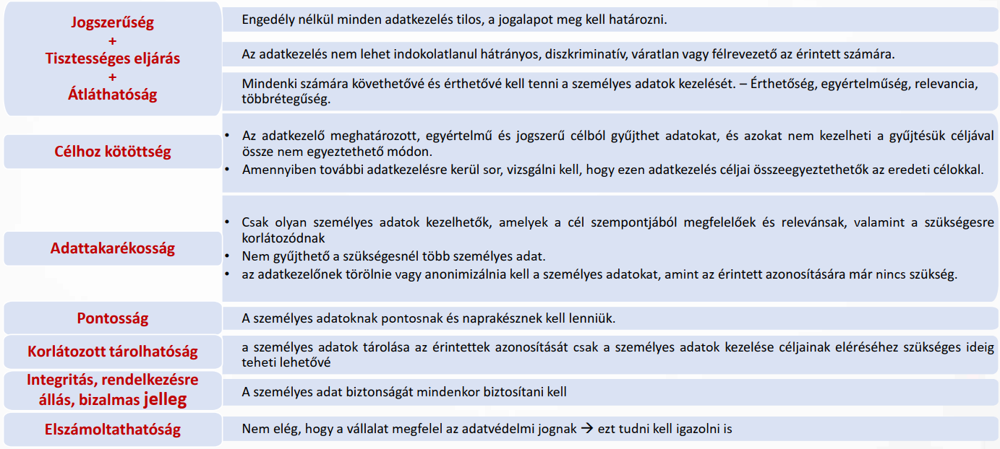 Jogszerűség
+
Tisztességes eljárás
+
Átláthatóság
Engedély nélkül minden adatkezelés tilos, a jogalapot meg kell határozni.
Az adatkezelés nem lehet indokolatlanul hátrányos, diszkriminatív, váratlan vagy félrevezető az érintett számára.
Mindenki számára követhetővé és érthetővé kell tenni a személyes adatok kezelését. – Érthetőség, egyértelműség, relevancia,
többrétegűség.
Célhoz kötöttség
• Az adatkezelő meghatározott, egyértelmű és jogszerű célból gyűjthet adatokat, és azokat nem kezelheti a gyűjtésük céljával
össze nem egyeztethető módon.
• Amennyiben további adatkezelésre kerül sor, vizsgálni kell, hogy ezen adatkezelés céljai összeegyeztethetők az eredeti célokkal.
Adattakarékosság
• Csak olyan személyes adatok kezelhetők, amelyek a cél szempontjából megfelelőek és relevánsak, valamint a szükségesre
korlátozódnak
• Nem gyűjthető a szükségesnél több személyes adat.
• az adatkezelőnek törölnie vagy anonimizálnia kell a személyes adatokat, amint az érintett azonosítására már nincs szükség.
Pontosság
A személyes adatoknak pontosnak és naprakésznek kell lenniük.
Korlátozott tárolhatóság
a személyes adatok tárolása az érintettek azonosítását csak a személyes adatok kezelése céljainak eléréséhez szükséges ideig
teheti lehetővé
Integritás, rendelkezésre
állás, bizalmas jelleg
A személyes adat biztonságát mindenkor biztosítani kell
Elszámoltathatóság
Nem elég, hogy a vállalat megfelel az adatvédelmi jognak → ezt tudni kell igazolni is